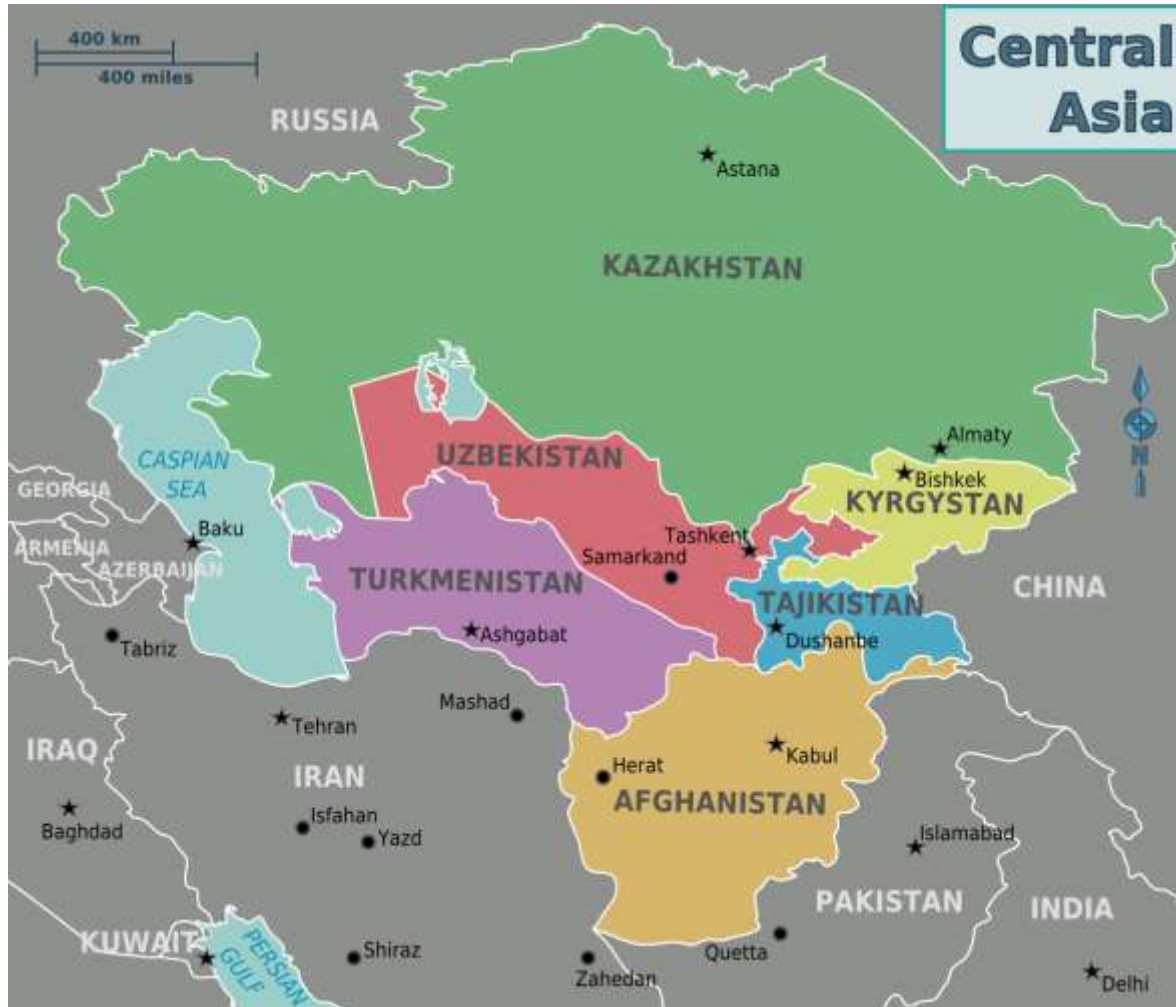 400 km
400 miles
Central
Asia
RUSSIA
Astana
KAZAKHSTAN
Almaty
UZBEKISTAN
CASPIAN
SEA
Bishkek
GEORGIA
KYRGYSTAN
Baku
Tashkent
ARMENIA
Samarkand
AZERBAIJAN
TURKMENISTAN
CHINA
TAJIKISTAN
Tabriz
Ashgabat
Dushanbe
Mashad
Tehran
IRAQ
IRAN
Herat
Kabul
AFGHANISTAN
Isfahan
Baghdad
Yazd
Islamabad
PAKISTAN
INDIA
KUWAIT
PERSIAN
GULF
Shiraz
Quetta
Zahedan
Delhi
N